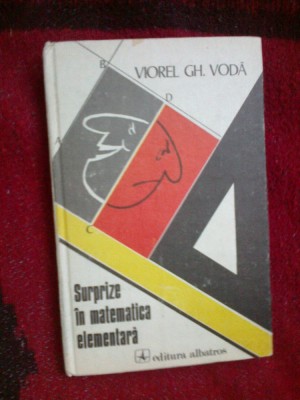 VIOREL GH. VODĂ
B
D
A
C
Surprize
în matematica
elementară
editura albatros